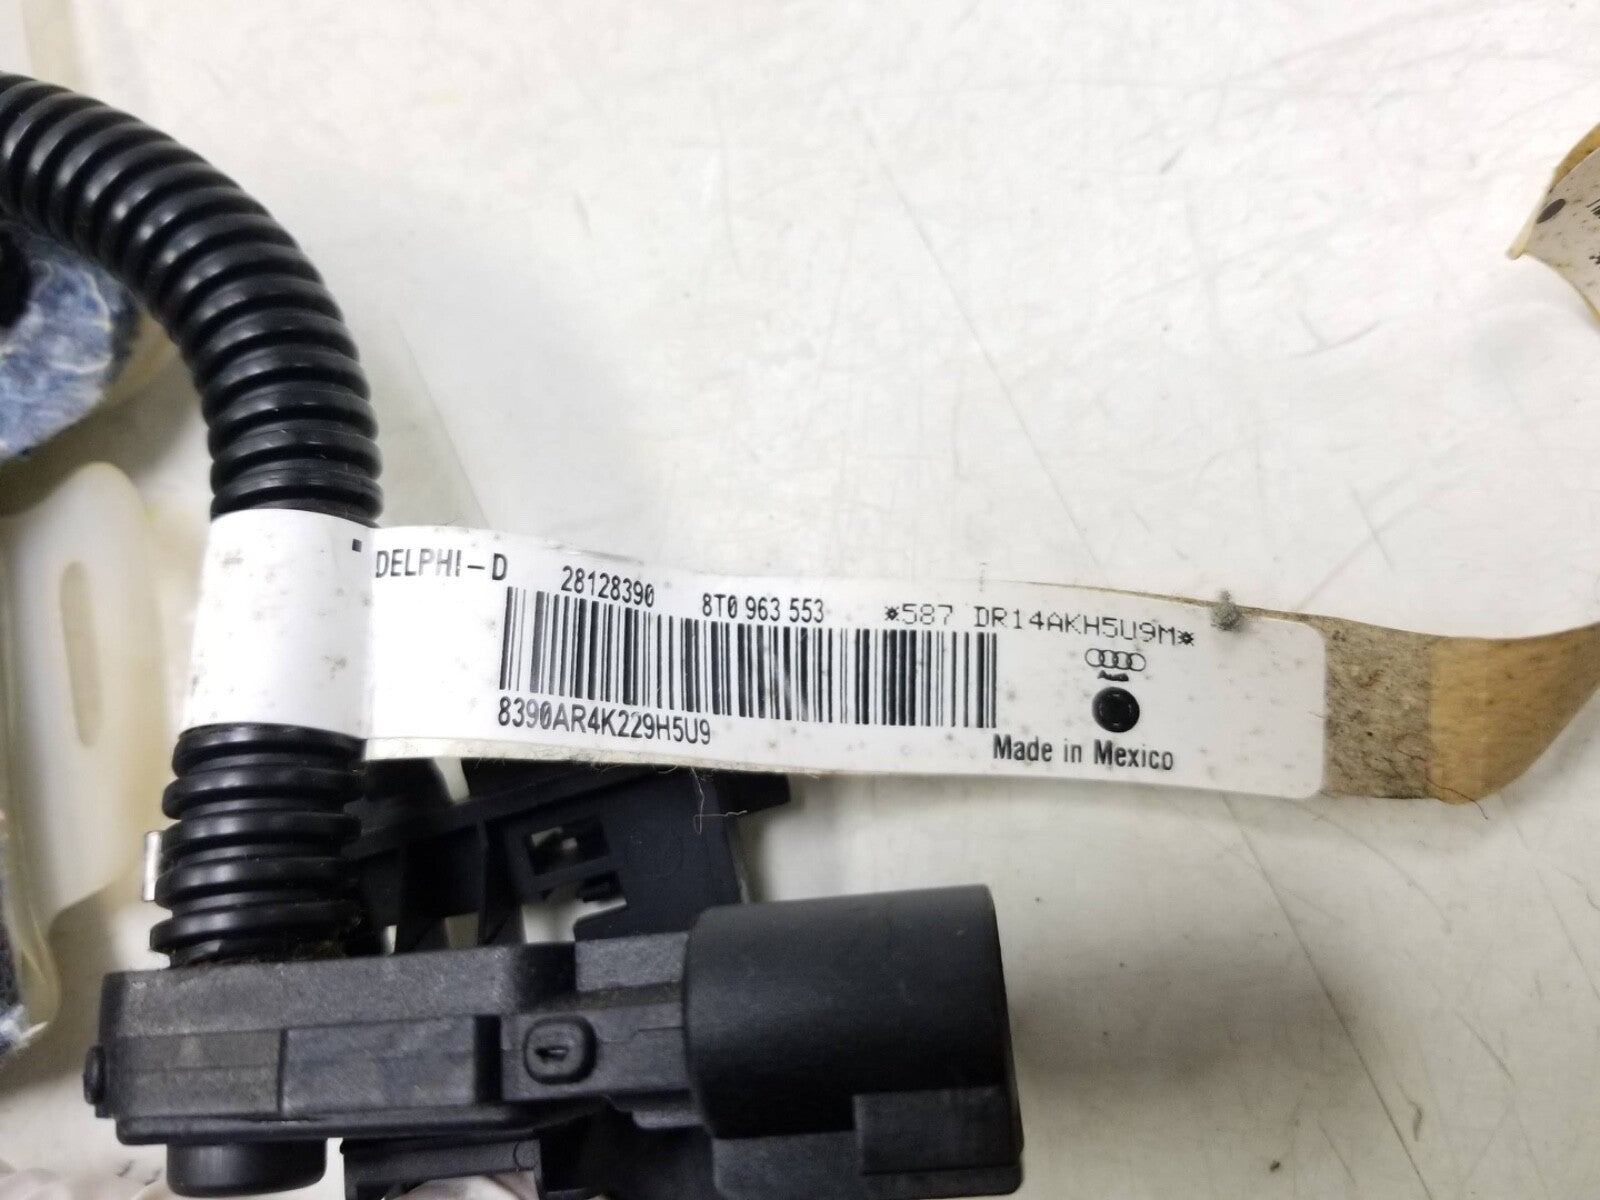 DELPHI-D 28128390 8T0 963 553 *587 DR14AKH5U9M*
Audi
8390AR4K229H5U9
Made in Mexico